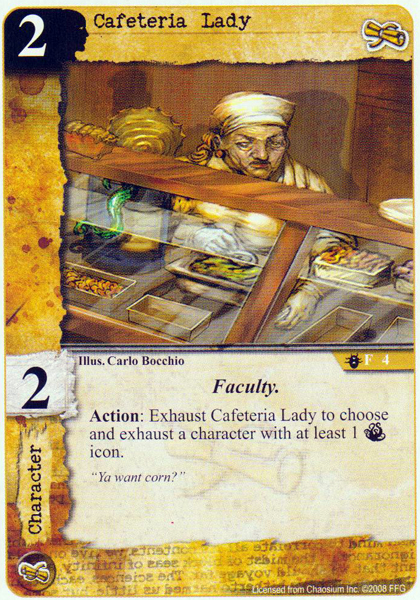 2
Cafeteria Lady
Illus. Carlo Bocchio
F 4
2
Faculty.
Action: Exhaust Cafeteria Lady to choose
and exhaust a character with at least 1
icon.
"Ya want corn?"
Character
Licensed from Chaosium Inc. ©2008 FFG